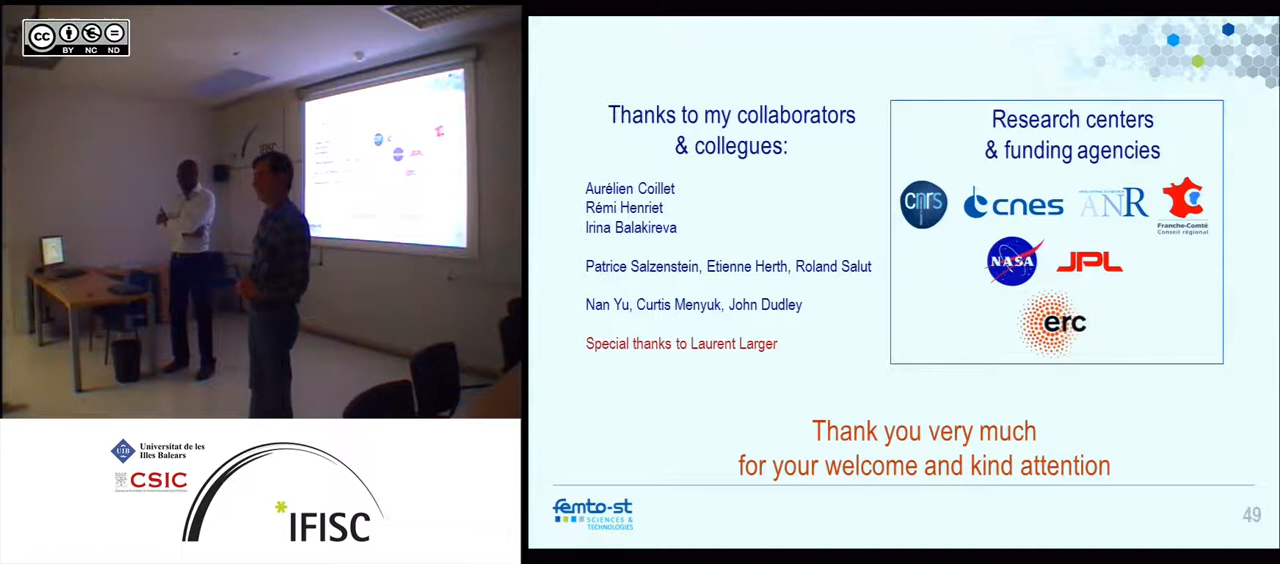 cc
BY NC ND
IFISC
Universitat de les
Illes Balears
UIB
CSIC
IFISC
Thanks to my collaborators
& collegues:
Aurélien Coillet
Rémi Henriet
Irina Balakireva
Patrice Salzenstein, Etienne Herth, Roland Salut
Nan Yu, Curtis Menyuk, John Dudley
Special thanks to Laurent Larger
Research centers
& funding agencies
cnrs
cnes
ANR
Franche-Comté
Conseil régional
NASA
JPL
erc
Thank you very much
for your welcome and kind attention
femto-st
SCIENCES &
TECHNOLOGIES
49